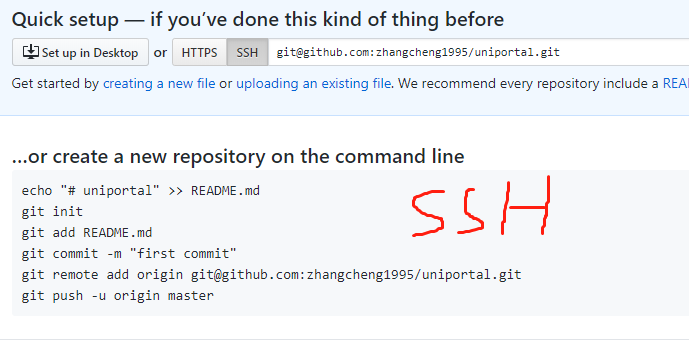 Quick setup — if you've done this kind of thing before
Set up in Desktop or HTTPS SSH git@github.com:zhangcheng1995/uniportal.git
Get started by creating a new file or uploading an existing file. We recommend every repository include a REA
...or create a new repository on the command line
echo "# uniportal" >> README.md
git init
git add README.md
git commit -m "first commit"
git remote add origin git@github.com:zhangcheng1995/uniportal.git
git push -u origin master
SSH